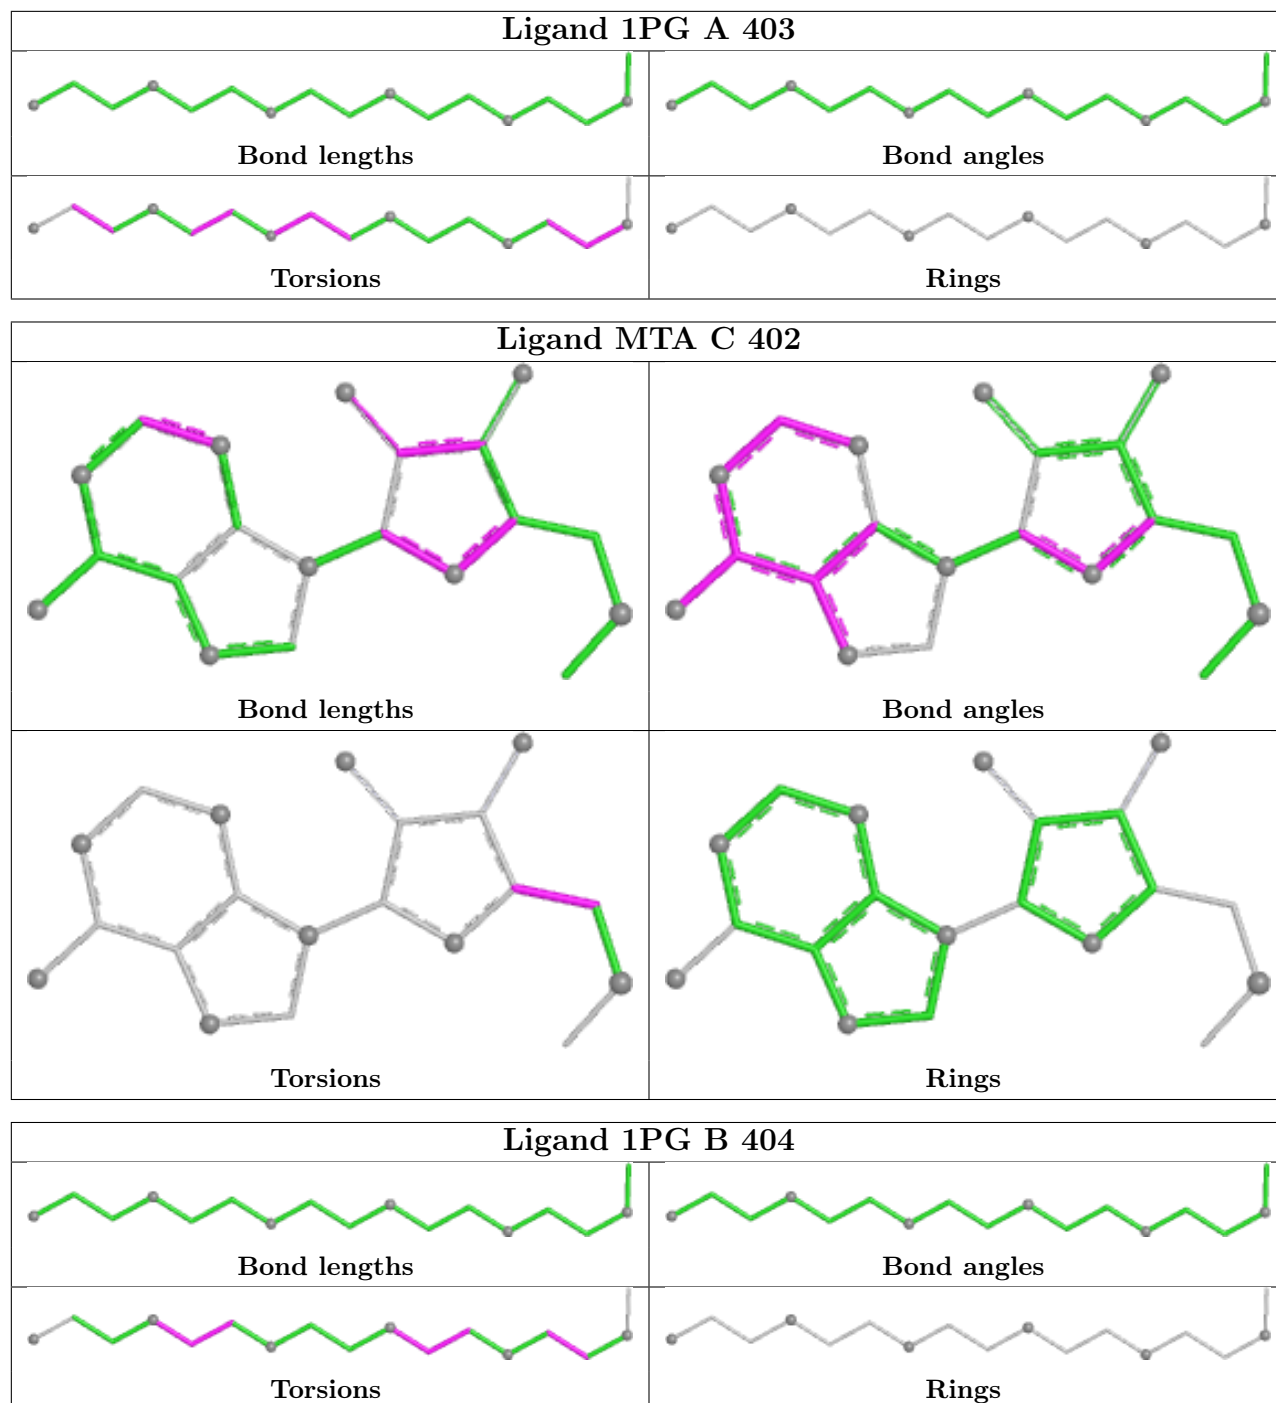 Ligand 1PG A 403
Bond lengths
Bond angles
Torsions
Rings
Ligand MTA C 402
Bond lengths
Bond angles
Torsions
Rings
Ligand 1PG B 404
Bond lengths
Bond angles
Torsions
Rings